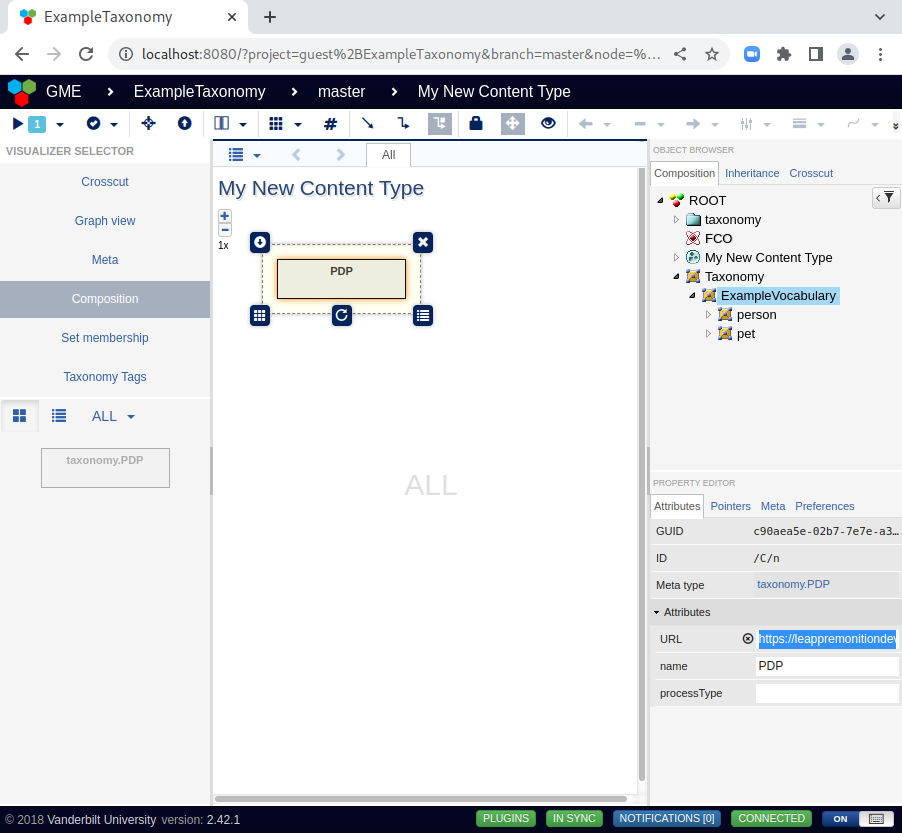 ExampleTaxonomy
localhost:8080/?project=guest%2BExampleTaxonomy&branch=master&node=%...
GME > ExampleTaxonomy > master > My New Content Type
1
VISUALIZER SELECTOR
Crosscut
Graph view
Meta
Composition
Set membership
Taxonomy Tags
ALL
taxonomy.PDP
All
My New Content Type
1x
PDP
ALL
OBJECT BROWSER
Composition Inheritance Crosscut
ROOT
taxonomy
FCO
My New Content Type
Taxonomy
ExampleVocabulary
person
pet
PROPERTY EDITOR
Attributes Pointers Meta Preferences
GUID c90aea5e-02b7-7e7e-a3...
ID /C/n
Meta type taxonomy.PDP
Attributes
URL https://leappremonitiondev
name PDP
processType
© 2018 Vanderbilt University version: 2.42.1
PLUGINS IN SYNC NOTIFICATIONS [0] CONNECTED ON